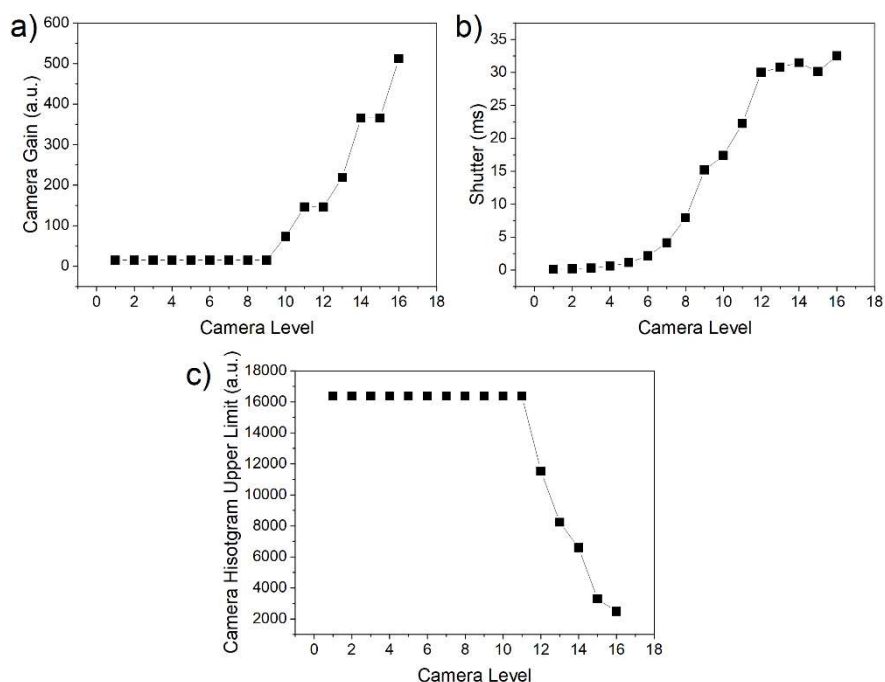 a)
600
500
400
300
200
100
0
Camera Gain (a.u.)
0 2 4 6 8 10 12 14 16 18
Camera Level
b)
35
30
25
20
15
10
5
0
Shutter (ms)
0 2 4 6 8 10 12 14 16 18
Camera Level
c)
18000
16000
14000
12000
10000
8000
6000
4000
2000
Camera Hisotgram Upper Limit (a.u.)
0 2 4 6 8 10 12 14 16 18
Camera Level